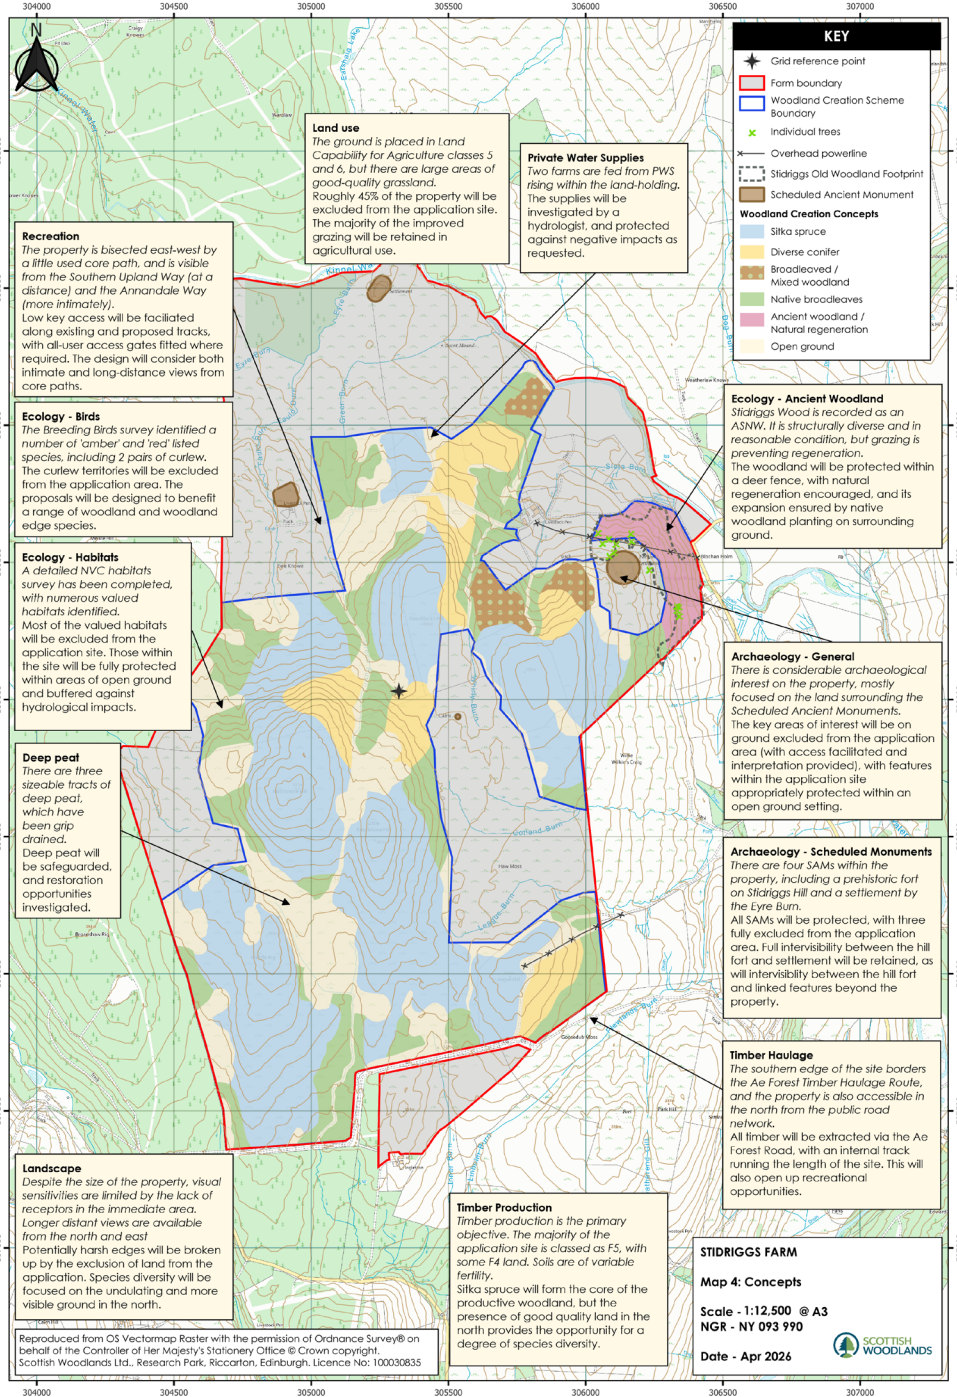 304000 304500 305000 305500 306000 306500 307000
N
KEY
Grid reference point
Farm boundary
Woodland Creation Scheme
Boundary
Individual trees
Overhead powerline
Stidriggs Old Woodland Footprint
Scheduled Ancient Monument
Woodland Creation Concepts
Sitka spruce
Diverse conifer
Broadleaved /
Mixed woodland
Native broadleaves
Ancient woodland /
Natural regeneration
Open ground
Land use
The ground is placed in Land
Capability for Agriculture classes 5
and 6, but there are large areas of
good-quality grassland.
Roughly 45% of the property will be
excluded from the application site.
The majority of the improved
grazing will be retained in
agricultural use.
Private Water Supplies
Two farms are fed from PWS
rising within the land-holding.
The supplies will be
investigated by a
hydrologist, and protected
against negative impacts as
requested.
Recreation
The property is bisected east-west by
a little used core path, and is visible
from the Southern Upland Way (at a
distance) and the Annandale Way
(more intimately).
Low key access will be faciliated
along existing and proposed tracks,
with all-user access gates fitted where
required. The design will consider both
intimate and long-distance views from
core paths.
Ecology - Birds
The Breeding Birds survey identified a
number of 'amber' and 'red' listed
species, including 2 pairs of curlew.
The curlew territories will be excluded
from the application area. The
proposals will be designed to benefit
a range of woodland and woodland
edge species.
Ecology - Habitats
A detailed NVC habitats
survey has been completed,
with numerous valued
habitats identified.
Most of the valued habitats
will be excluded from the
application site. Those within
the site will be fully protected
within areas of open ground
and buffered against
hydrological impacts.
Deep peat
There are three
sizeable tracts of
deep peat,
which have
been grip
drained.
Deep peat will
be safeguarded,
and restoration
opportunities
investigated.
Ecology - Ancient Woodland
Stidriggs Wood is recorded as an
ASNW. It is structurally diverse and in
reasonable condition, but grazing is
preventing regeneration.
The woodland will be protected within
a deer fence, with natural
regeneration encouraged, and its
expansion ensured by native
woodland planting on surrounding
ground.
Archaeology - General
There is considerable archaeological
interest on the property, mostly
focused on the land surrounding the
Scheduled Ancient Monuments.
The key areas of interest will be on
ground excluded from the application
area (with access facilitated and
interpretation provided), with features
within the application site
appropriately protected within an
open ground setting.
Archaeology - Scheduled Monuments
There are four SAMs within the
property, including a prehistoric fort
on Stidriggs Hill and a settlement by
the Eyre Burn.
All SAMs will be protected, with three
fully excluded from the application
area. Full intervisibility between the hill
fort and settlement will be retained, as
will intervisiblity between the hill fort
and linked features beyond the
property.
Timber Haulage
The southern edge of the site borders
the Ae Forest Timber Haulage Route,
and the property is also accessible in
the north from the public road
network.
All timber will be extracted via the Ae
Forest Road, with an internal track
running the length of the site. This will
also open up recreational
opportunities.
Landscape
Despite the size of the property, visual
sensitivities are limited by the lack of
receptors in the immediate area.
Longer distant views are available
from the north and east
Potentially harsh edges will be broken
up by the exclusion of land from the
application. Species diversity will be
focused on the undulating and more
visible ground in the north.
Timber Production
Timber production is the primary
objective. The majority of the
application site is classed as F5, with
some F4 land. Soils are of variable
fertility.
Sitka spruce will form the core of the
productive woodland, but the
presence of good quality land in the
north provides the opportunity for a
degree of species diversity.
STIDRIGGS FARM
Map 4: Concepts
Scale - 1:12,500 @ A3
NGR - NY 093 990
Date - Apr 2026
SCOTTISH
WOODLANDS
Reproduced from OS Vectormap Raster with the permission of Ordnance Survey® on
behalf of the Controller of Her Majesty's Stationery Office © Crown copyright.
Scottish Woodlands Ltd., Research Park, Riccarton, Edinburgh. Licence No: 100030835
304000 304500 305000 305500 306000 306500 307000